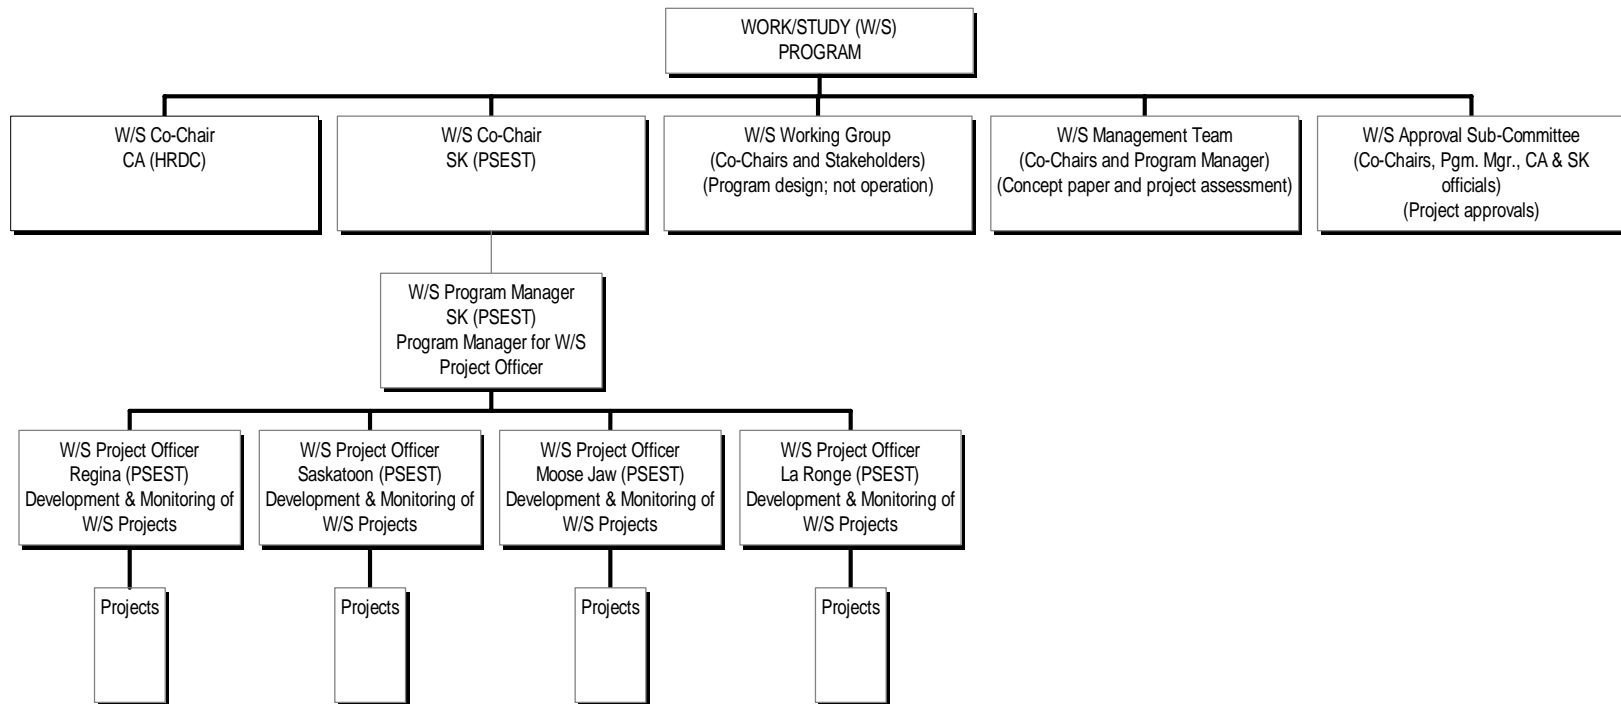 WORK/STUDY (W/S)
PROGRAM
W/S Co-Chair
CA (HRDC)
W/S Co-Chair
SK (PSEST)
W/S Working Group
(Co-Chairs and Stakeholders)
(Program design; not operation)
W/S Management Team
(Co-Chairs and Program Manager)
(Concept paper and project assessment)
W/S Approval Sub-Committee
(Co-Chairs, Pgm. Mgr., CA & SK
officials)
(Project approvals)
W/S Program Manager
SK (PSEST)
Program Manager for W/S
Project Officer
W/S Project Officer
Regina (PSEST)
Development & Monitoring of
W/S Projects
W/S Project Officer
Saskatoon (PSEST)
Development & Monitoring of
W/S Projects
W/S Project Officer
Moose Jaw (PSEST)
Development & Monitoring of
W/S Projects
W/S Project Officer
La Ronge (PSEST)
Development & Monitoring of
W/S Projects
Projects
Projects
Projects
Projects